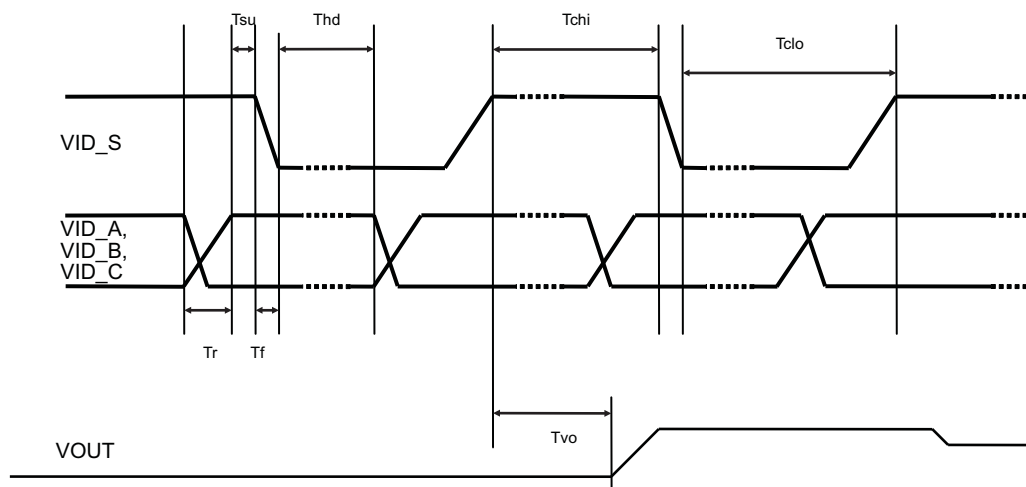 Tsu
Thd
Tchi
Tclo
VID_S
VID_A,
VID_B,
VID_C
Tr
Tf
Tvo
VOUT